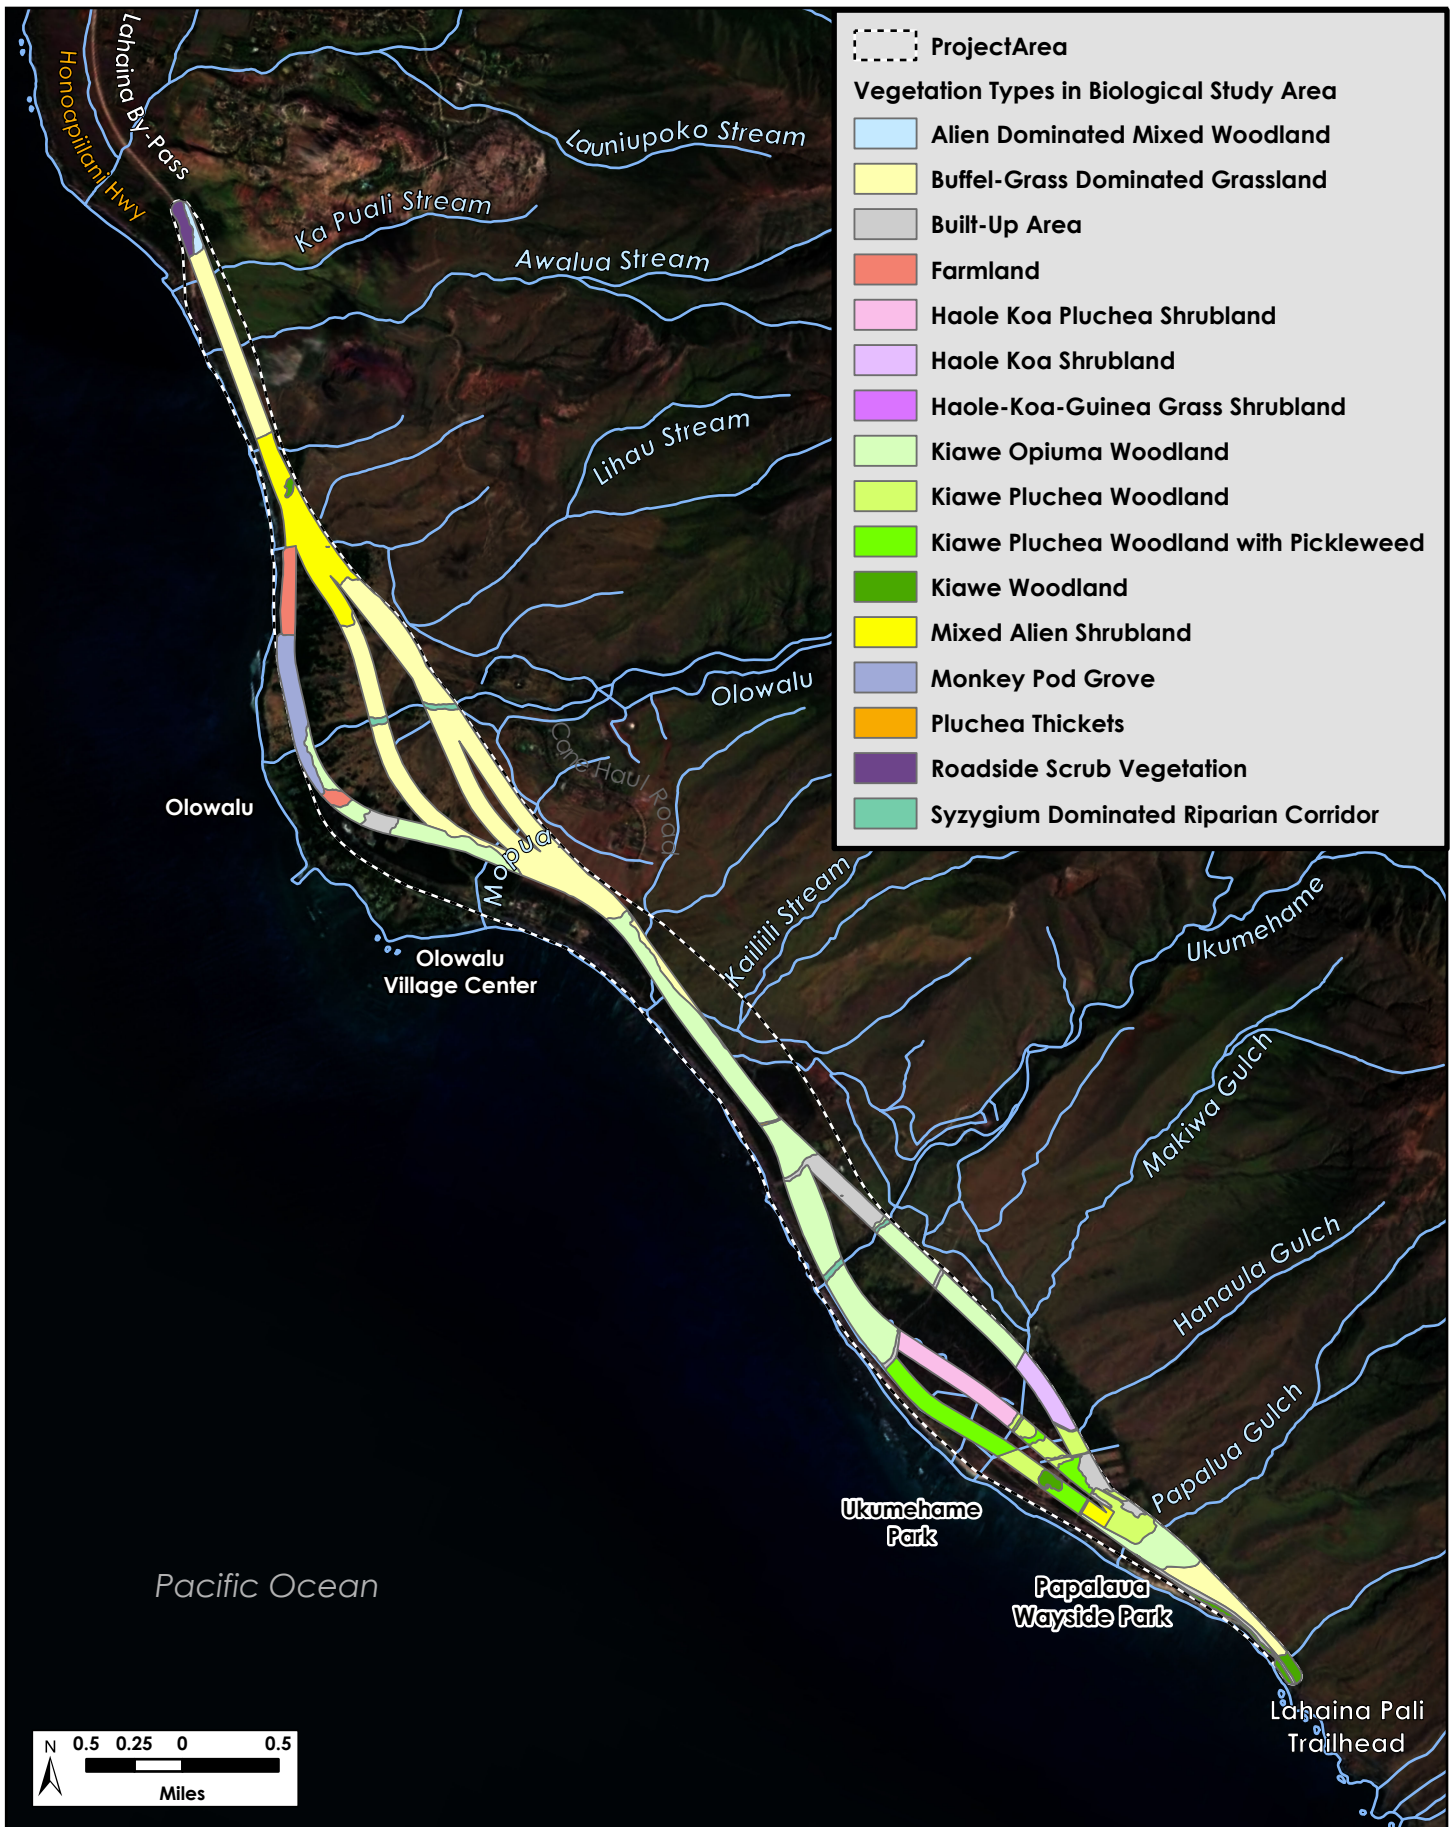 Lahaina By-Pass
Honoapiilani Hwy
Launiupoko Stream
Ka Puali Stream
Awalua Stream
Lihau Stream
Olowalu
Cane Haul Road
Olowalu
Mopua
Olowalu
Village Center
Kailiili Stream
Ukumehame
Makiwa Gulch
Hanaula Gulch
Papalua Gulch
Ukumehame
Park
Papalaua
Wayside Park
Pacific Ocean
Lahaina Pali
Trailhead
ProjectArea
Vegetation Types in Biological Study Area
Alien Dominated Mixed Woodland
Buffel-Grass Dominated Grassland
Built-Up Area
Farmland
Haole Koa Pluchea Shrubland
Haole Koa Shrubland
Haole-Koa-Guinea Grass Shrubland
Kiawe Opiuma Woodland
Kiawe Pluchea Woodland
Kiawe Pluchea Woodland with Pickleweed
Kiawe Woodland
Mixed Alien Shrubland
Monkey Pod Grove
Pluchea Thickets
Roadside Scrub Vegetation
Syzygium Dominated Riparian Corridor
N
0.5 0.25 0 0.5
Miles